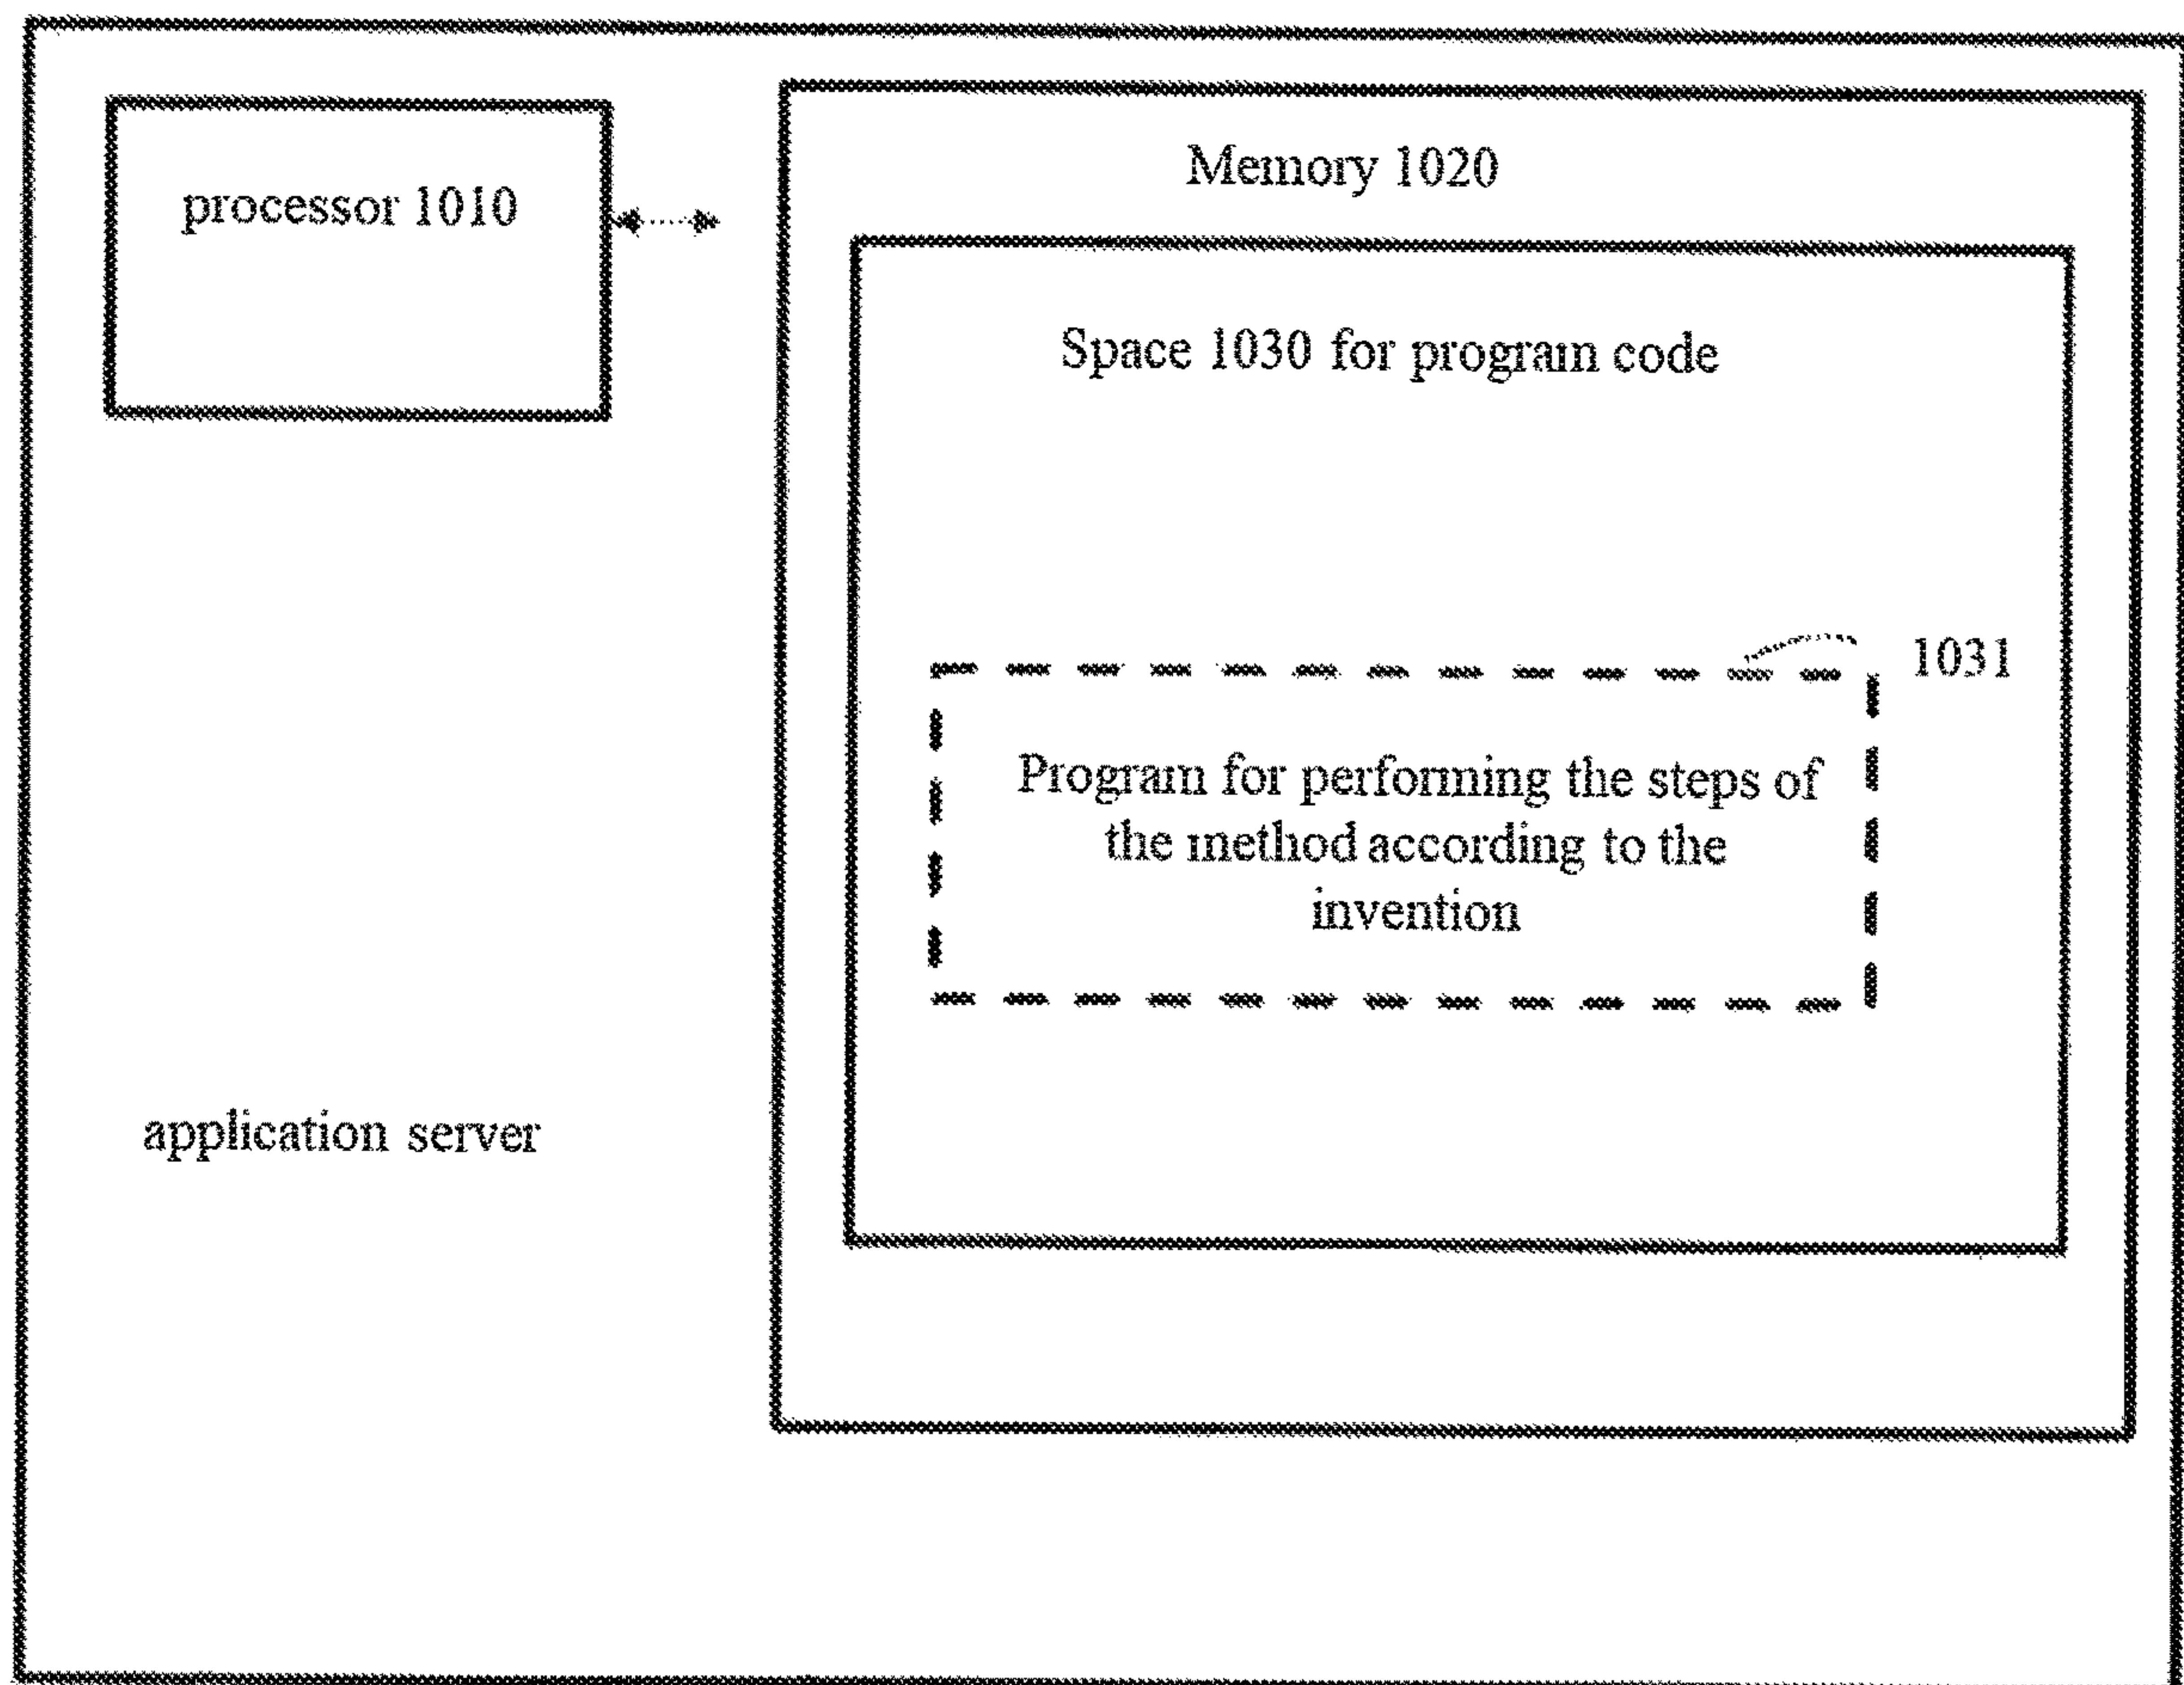 processor 1010
Memory 1020
Space 1030 for program code
1031
Program for performing the steps of
the method according to the
invention
application server